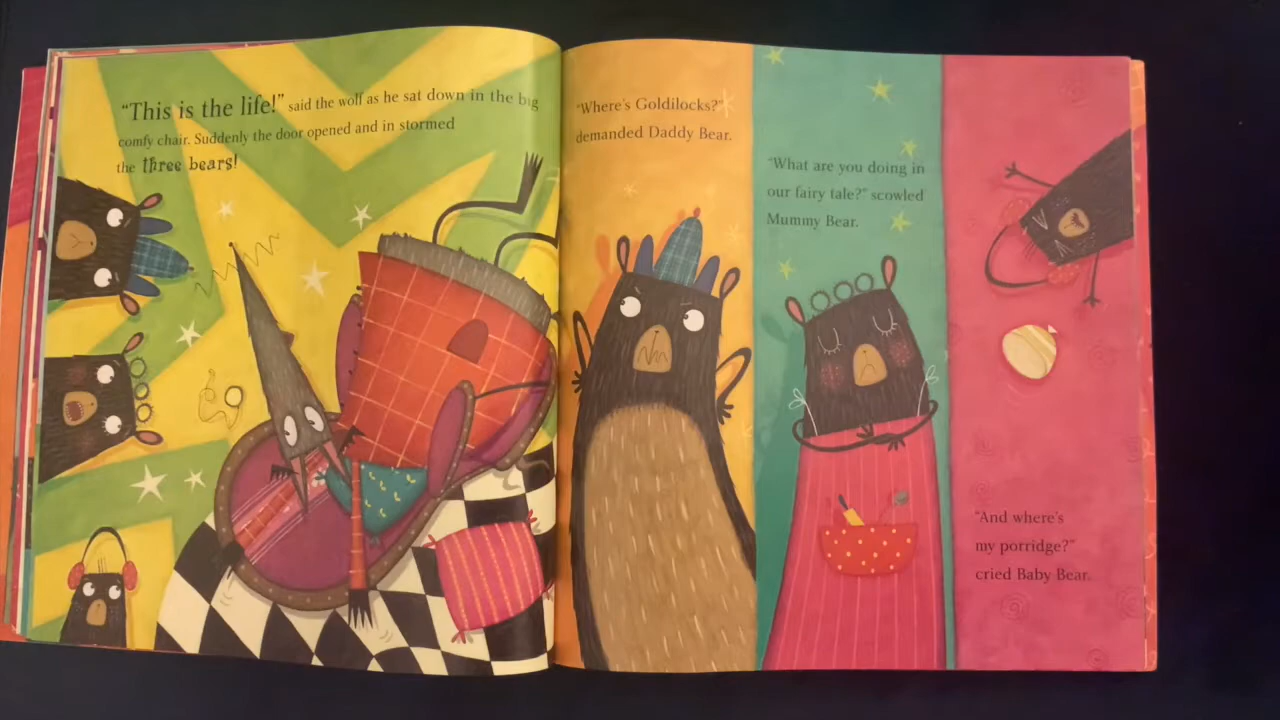 "This is the life!" said the wolf as he sat down in the big
comfy chair. Suddenly the door opened and in stormed
the three bears!
"Where's Goldilocks?"
demanded Daddy Bear.
"What are you doing in
our fairy tale?" scowled
Mummy Bear.
"And where's
my porridge?"
cried Baby Bear.